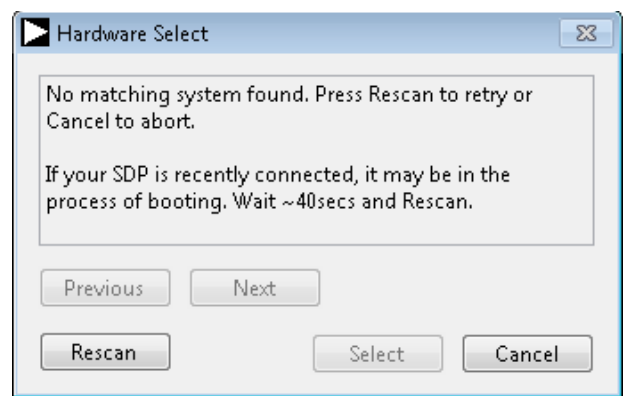 Hardware Select
No matching system found. Press Rescan to retry or
Cancel to abort.
If your SDP is recently connected, it may be in the
process of booting. Wait ~40secs and Rescan.
Previous Next
Rescan Select Cancel